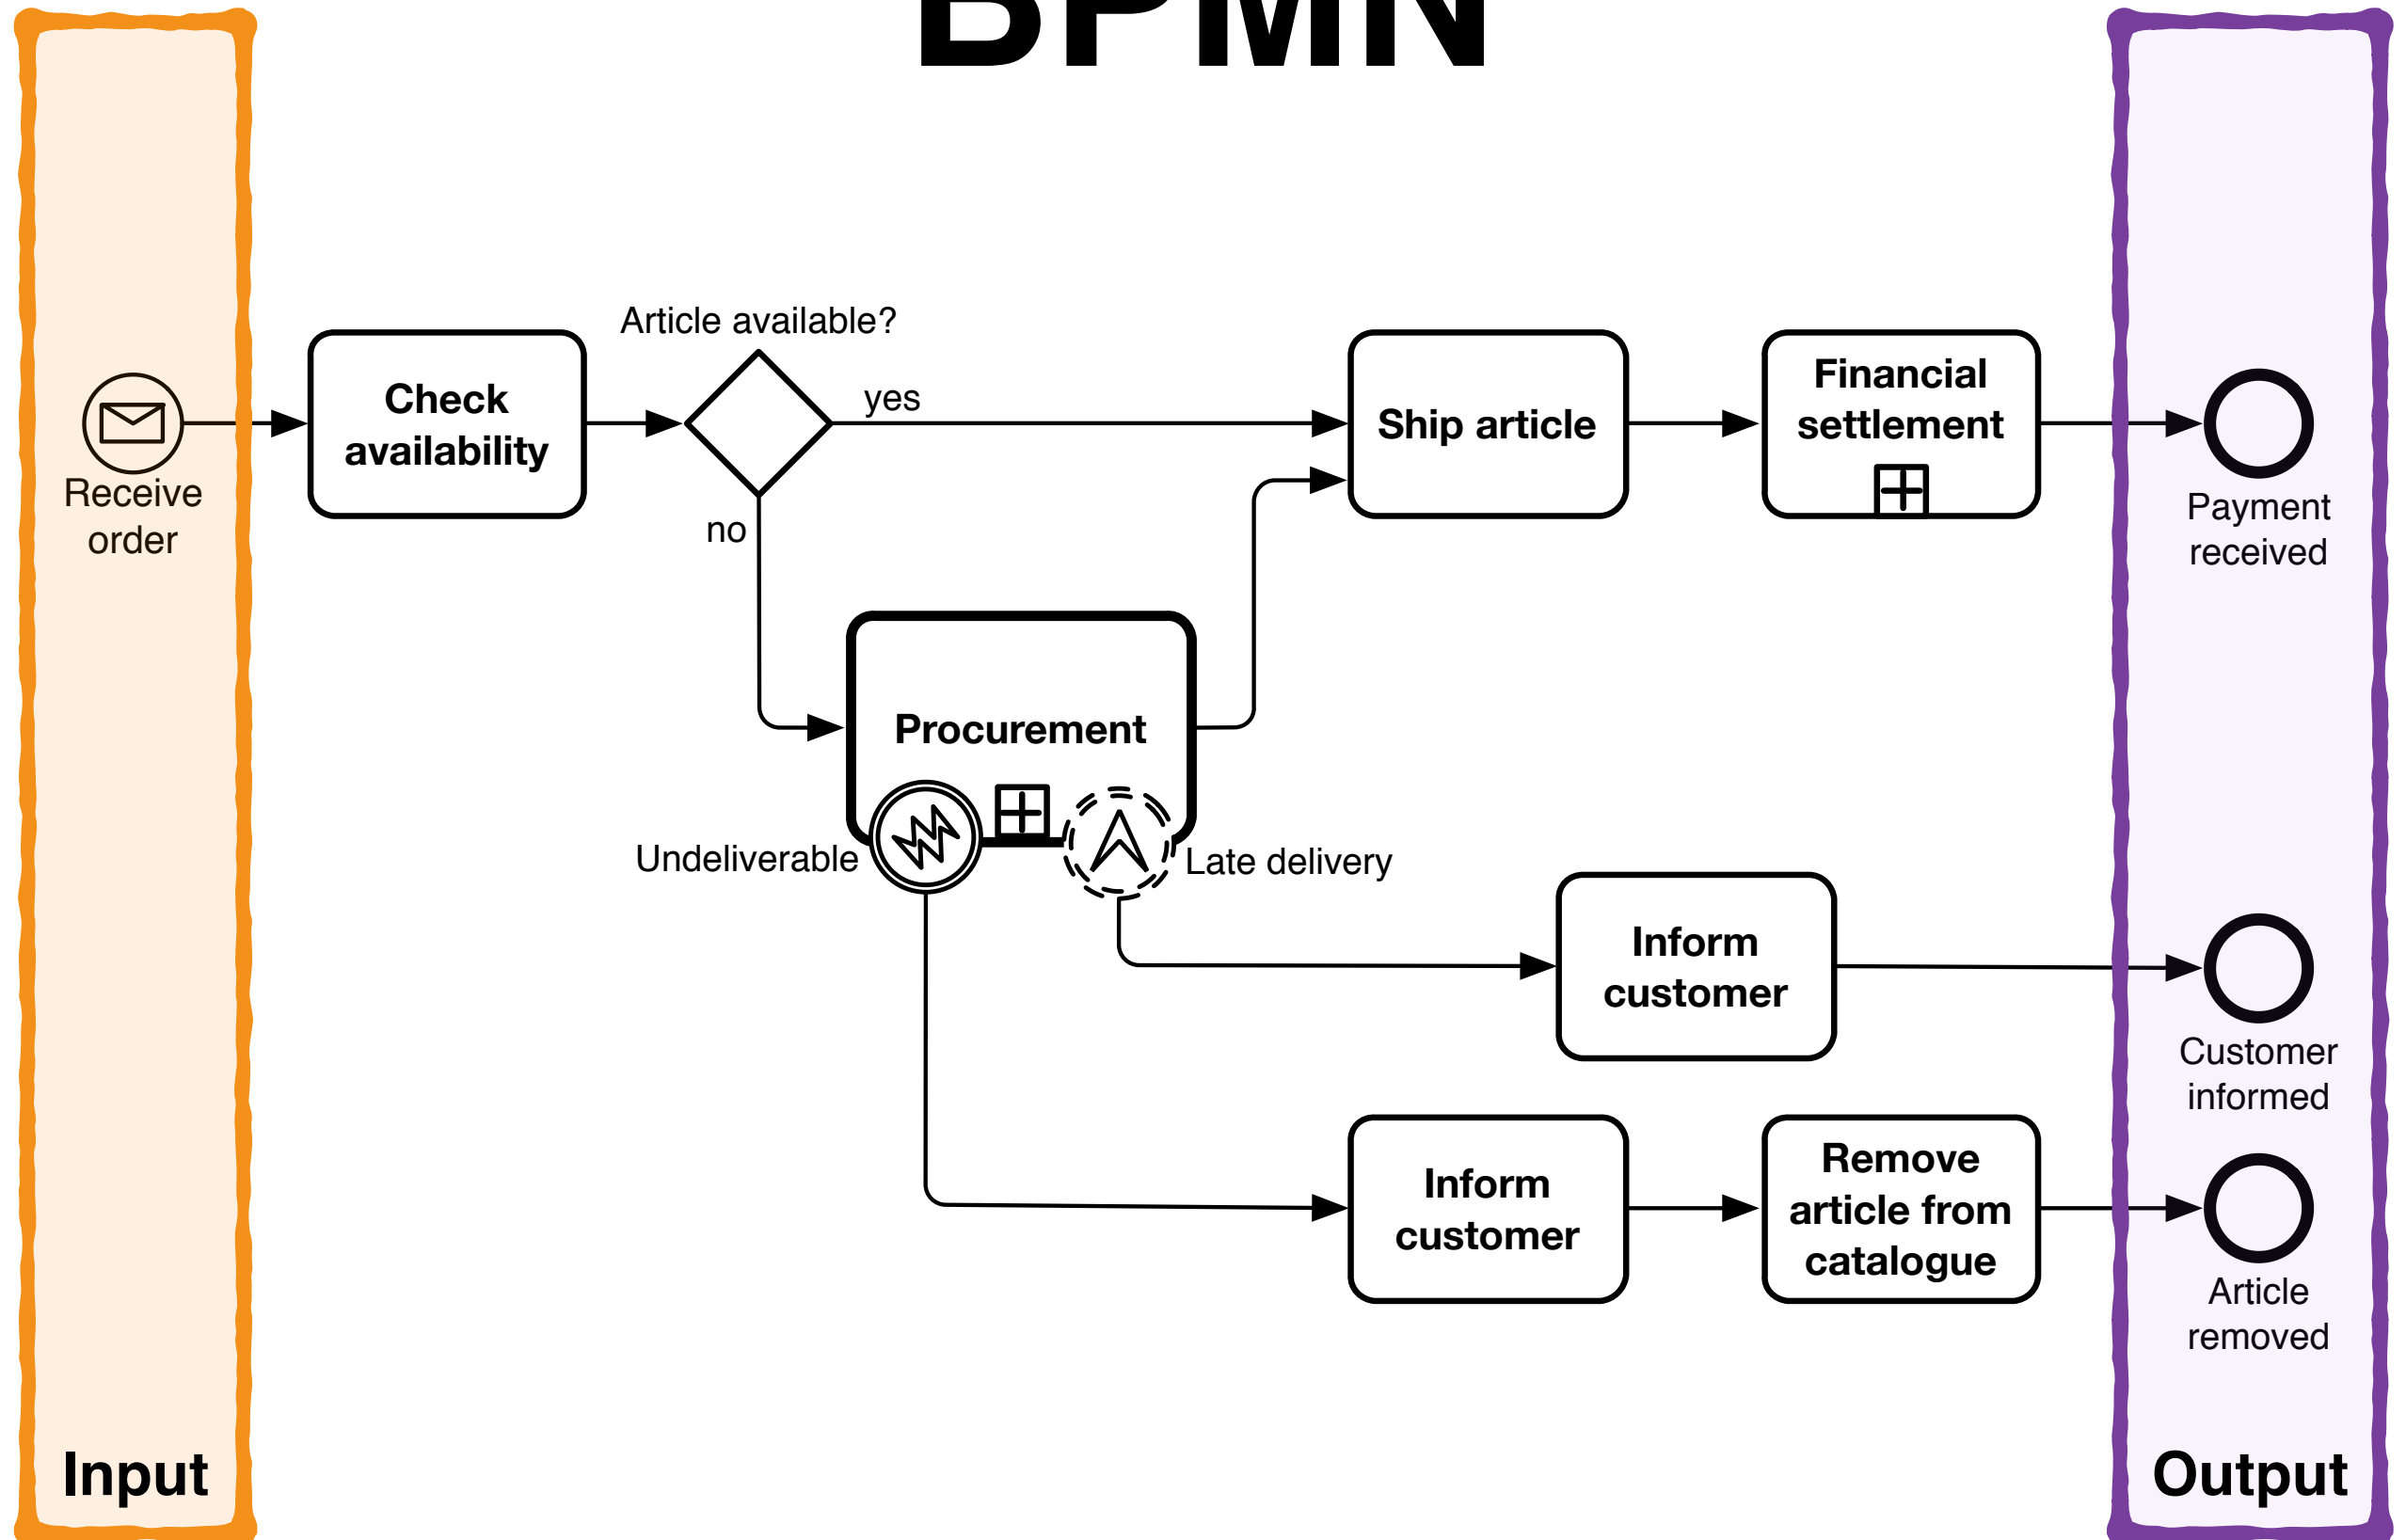 BPMN
Article available?
yes
no
Check
availability
Ship article
Financial
settlement
Receive
order
Payment
received
Procurement
Undeliverable
Late delivery
Inform
customer
Customer
informed
Inform
customer
Remove
article from
catalogue
Article
removed
Input
Output